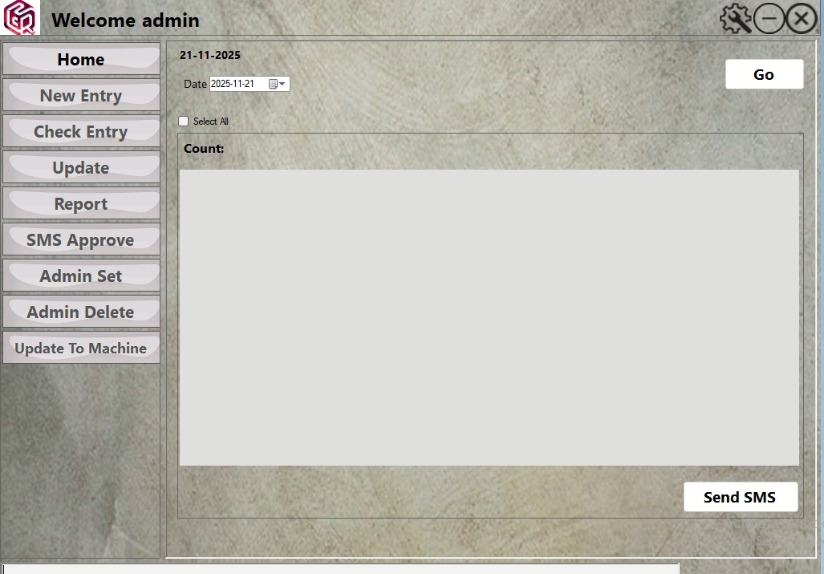 Welcome admin
Home
New Entry
Check Entry
Update
Report
SMS Approve
Admin Set
Admin Delete
Update To Machine
21-11-2025
Date 2025-11-21
Go
Select All
Count:
Send SMS